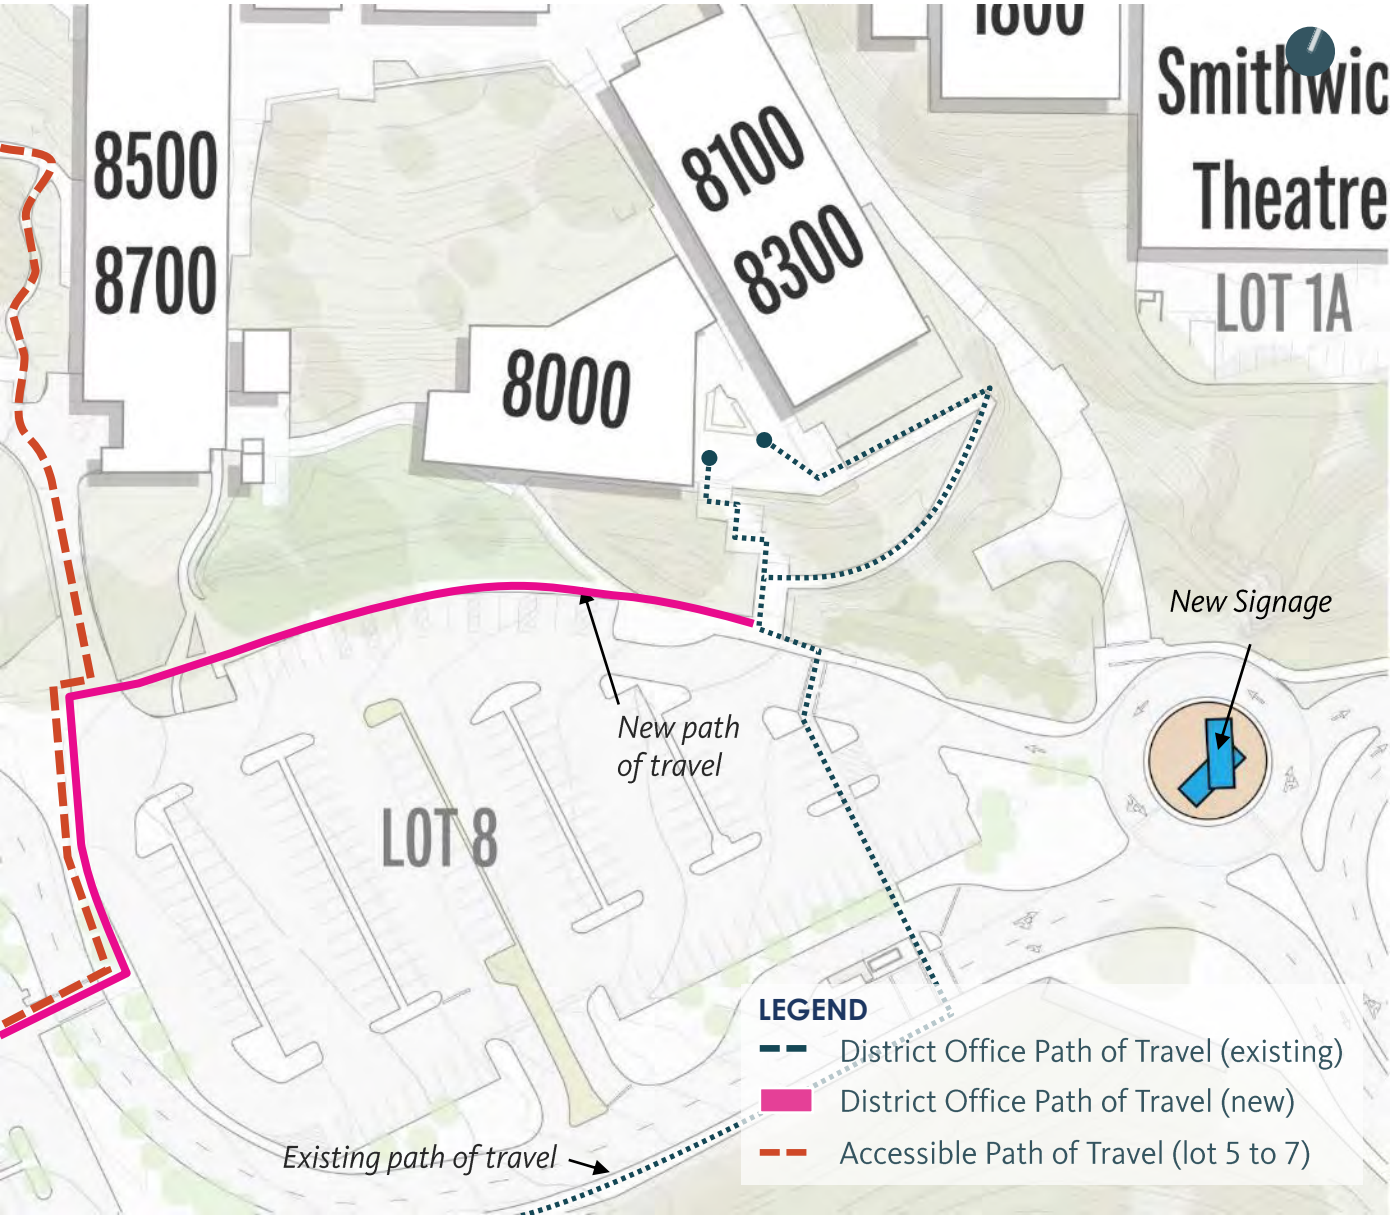 1800
Smithwic
Theatre
LOT 1A
8100
8300
8500
8700
8000
New Signage
New path
of travel
LOT 8
LEGEND
District Office Path of Travel (existing)
District Office Path of Travel (new)
Accessible Path of Travel (lot 5 to 7)
Existing path of travel